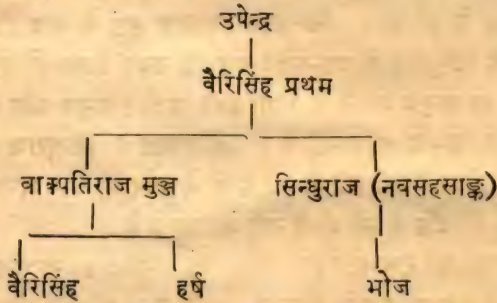 उपेन्द्र
वैरिसिंह प्रथम
वाक्पतिराज मुञ्ज सिन्धुराज (नवसहसाङ्क)
वैरिसिंह हर्ष भोज